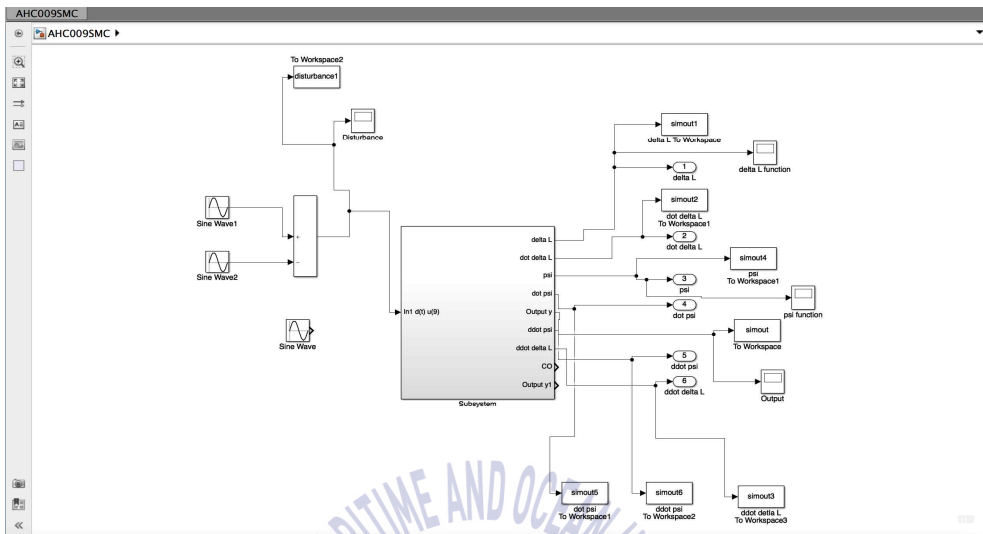 AHC009SMC
AHC009SMC
To Workspace2
disturbance1
Disturbance
simout1
delta L To Workspace
delta L function
1
delta L
simout2
dot delta L
To Workspace1
2
dot delta L
Sine Wave1
+
−
Sine Wave2
Sine Wave
In1 d(t) u(9)
delta L
dot delta L
psi
dot psi
Output y
ddot psi
ddot delta L
CO
Output y1
Subsystem
simout4
psi
To Workspace1
3
psi
psi function
4
dot psi
simout
To Workspace
5
ddot psi
6
ddot delta L
Output
simout5
dot psi
To Workspace1
simout6
ddot psi
To Workspace2
simout3
ddot detla L
To Workspace3
AND